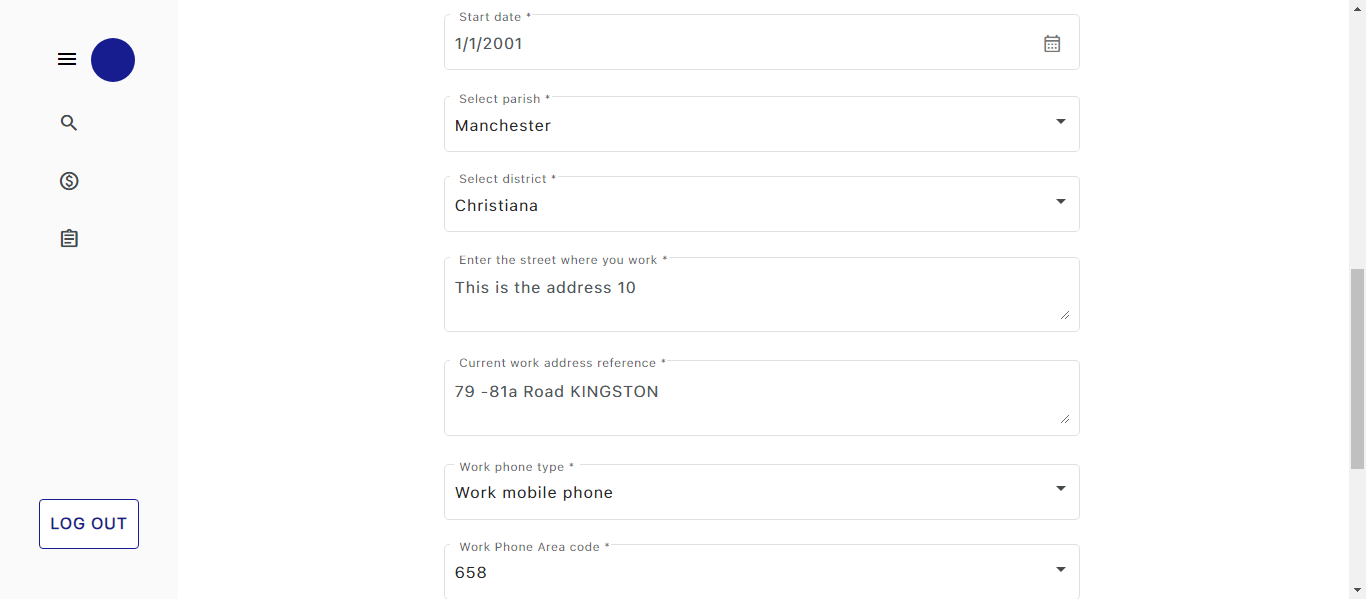 Start date *
1/1/2001
Select parish *
Manchester
Select district *
Christiana
Enter the street where you work *
This is the address 10
Current work address reference *
79 -81a Road KINGSTON
Work phone type *
Work mobile phone
LOG OUT
Work Phone Area code *
658